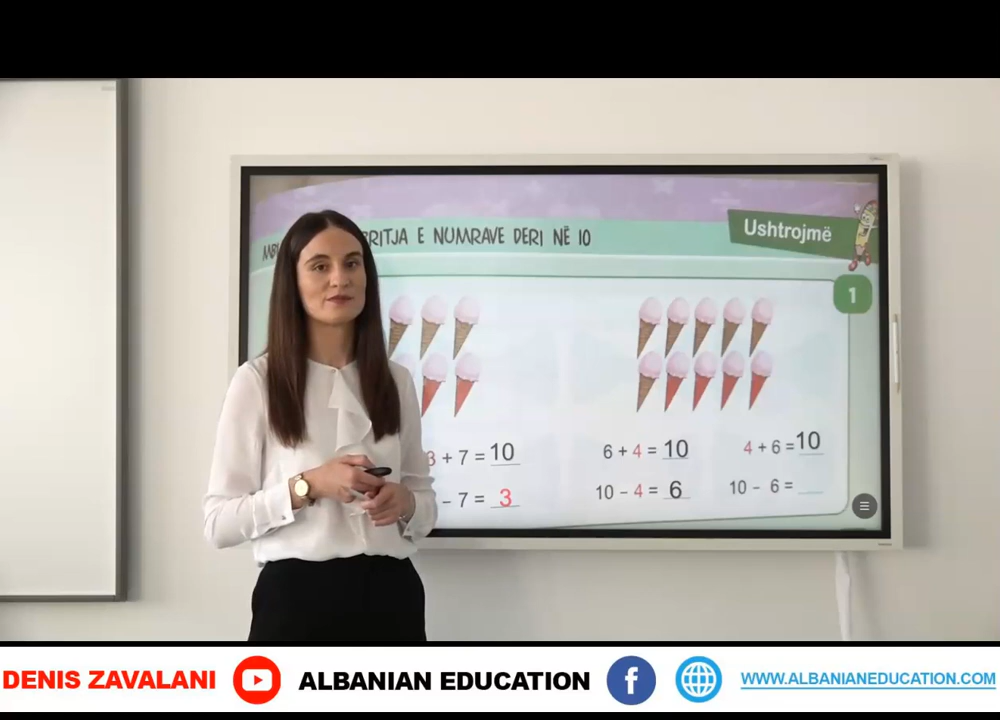 Ushtrojmë
E NUMRAVE DERI NË 10
1
3 + 7 = 10
6 + 4 = 10
4 + 6 = 10
– 7 = 3
10 – 4 = 6
10 – 6 =
DENIS ZAVALANI
ALBANIAN EDUCATION
f
WWW.ALBANIANEDUCATION.COM